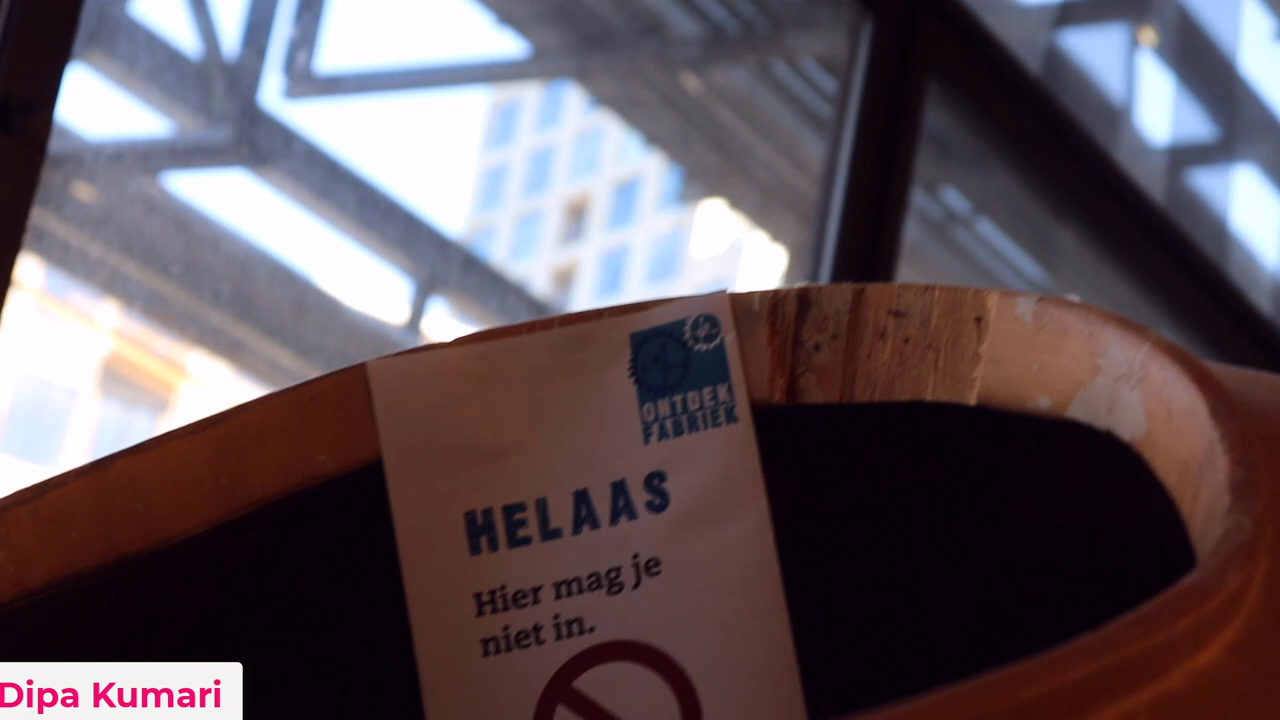 ONTDEK
FABRIEK
HELAAS
Hier mag je
niet in.
Dipa Kumari